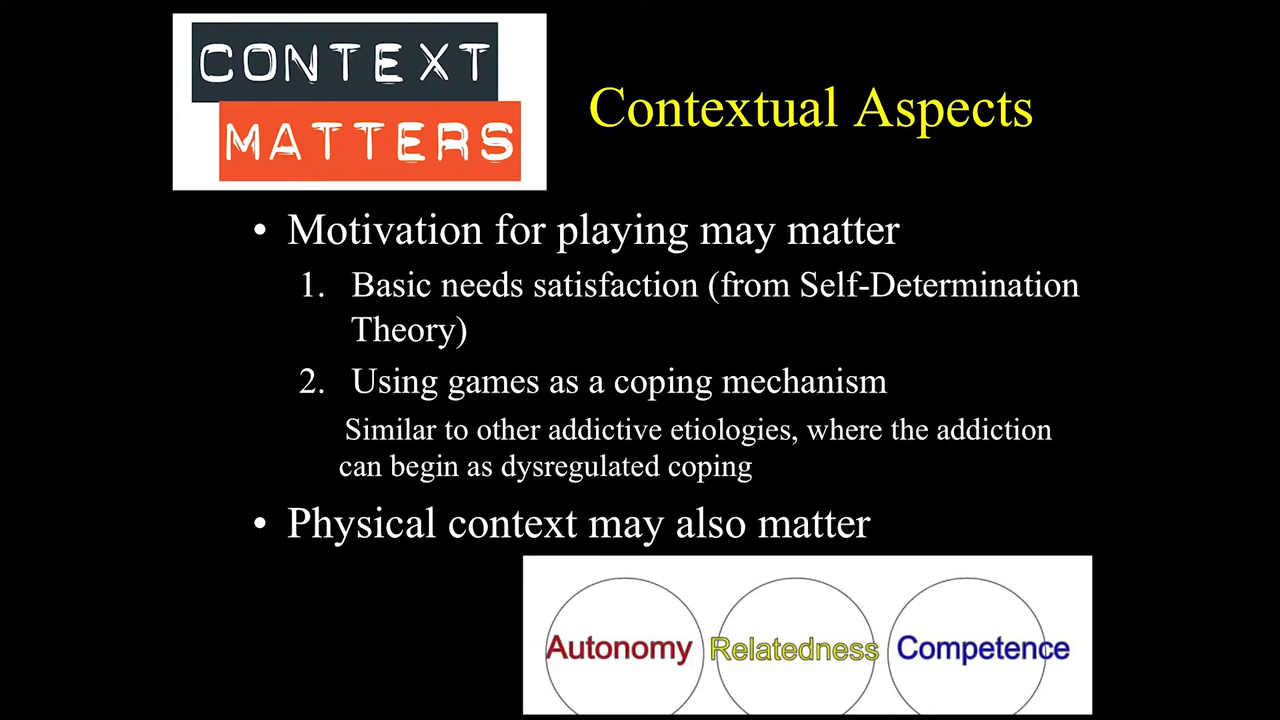 CONTEXT
MATTERS
Contextual Aspects
• Motivation for playing may matter
1. Basic needs satisfaction (from Self-Determination
Theory)
2. Using games as a coping mechanism
Similar to other addictive etiologies, where the addiction
can begin as dysregulated coping
• Physical context may also matter
Autonomy Relatedness Competence